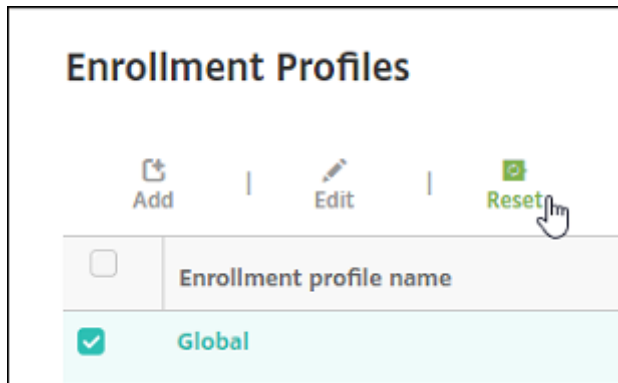 Enrollment Profiles
Add | Edit | Reset
Enrollment profile name
Global